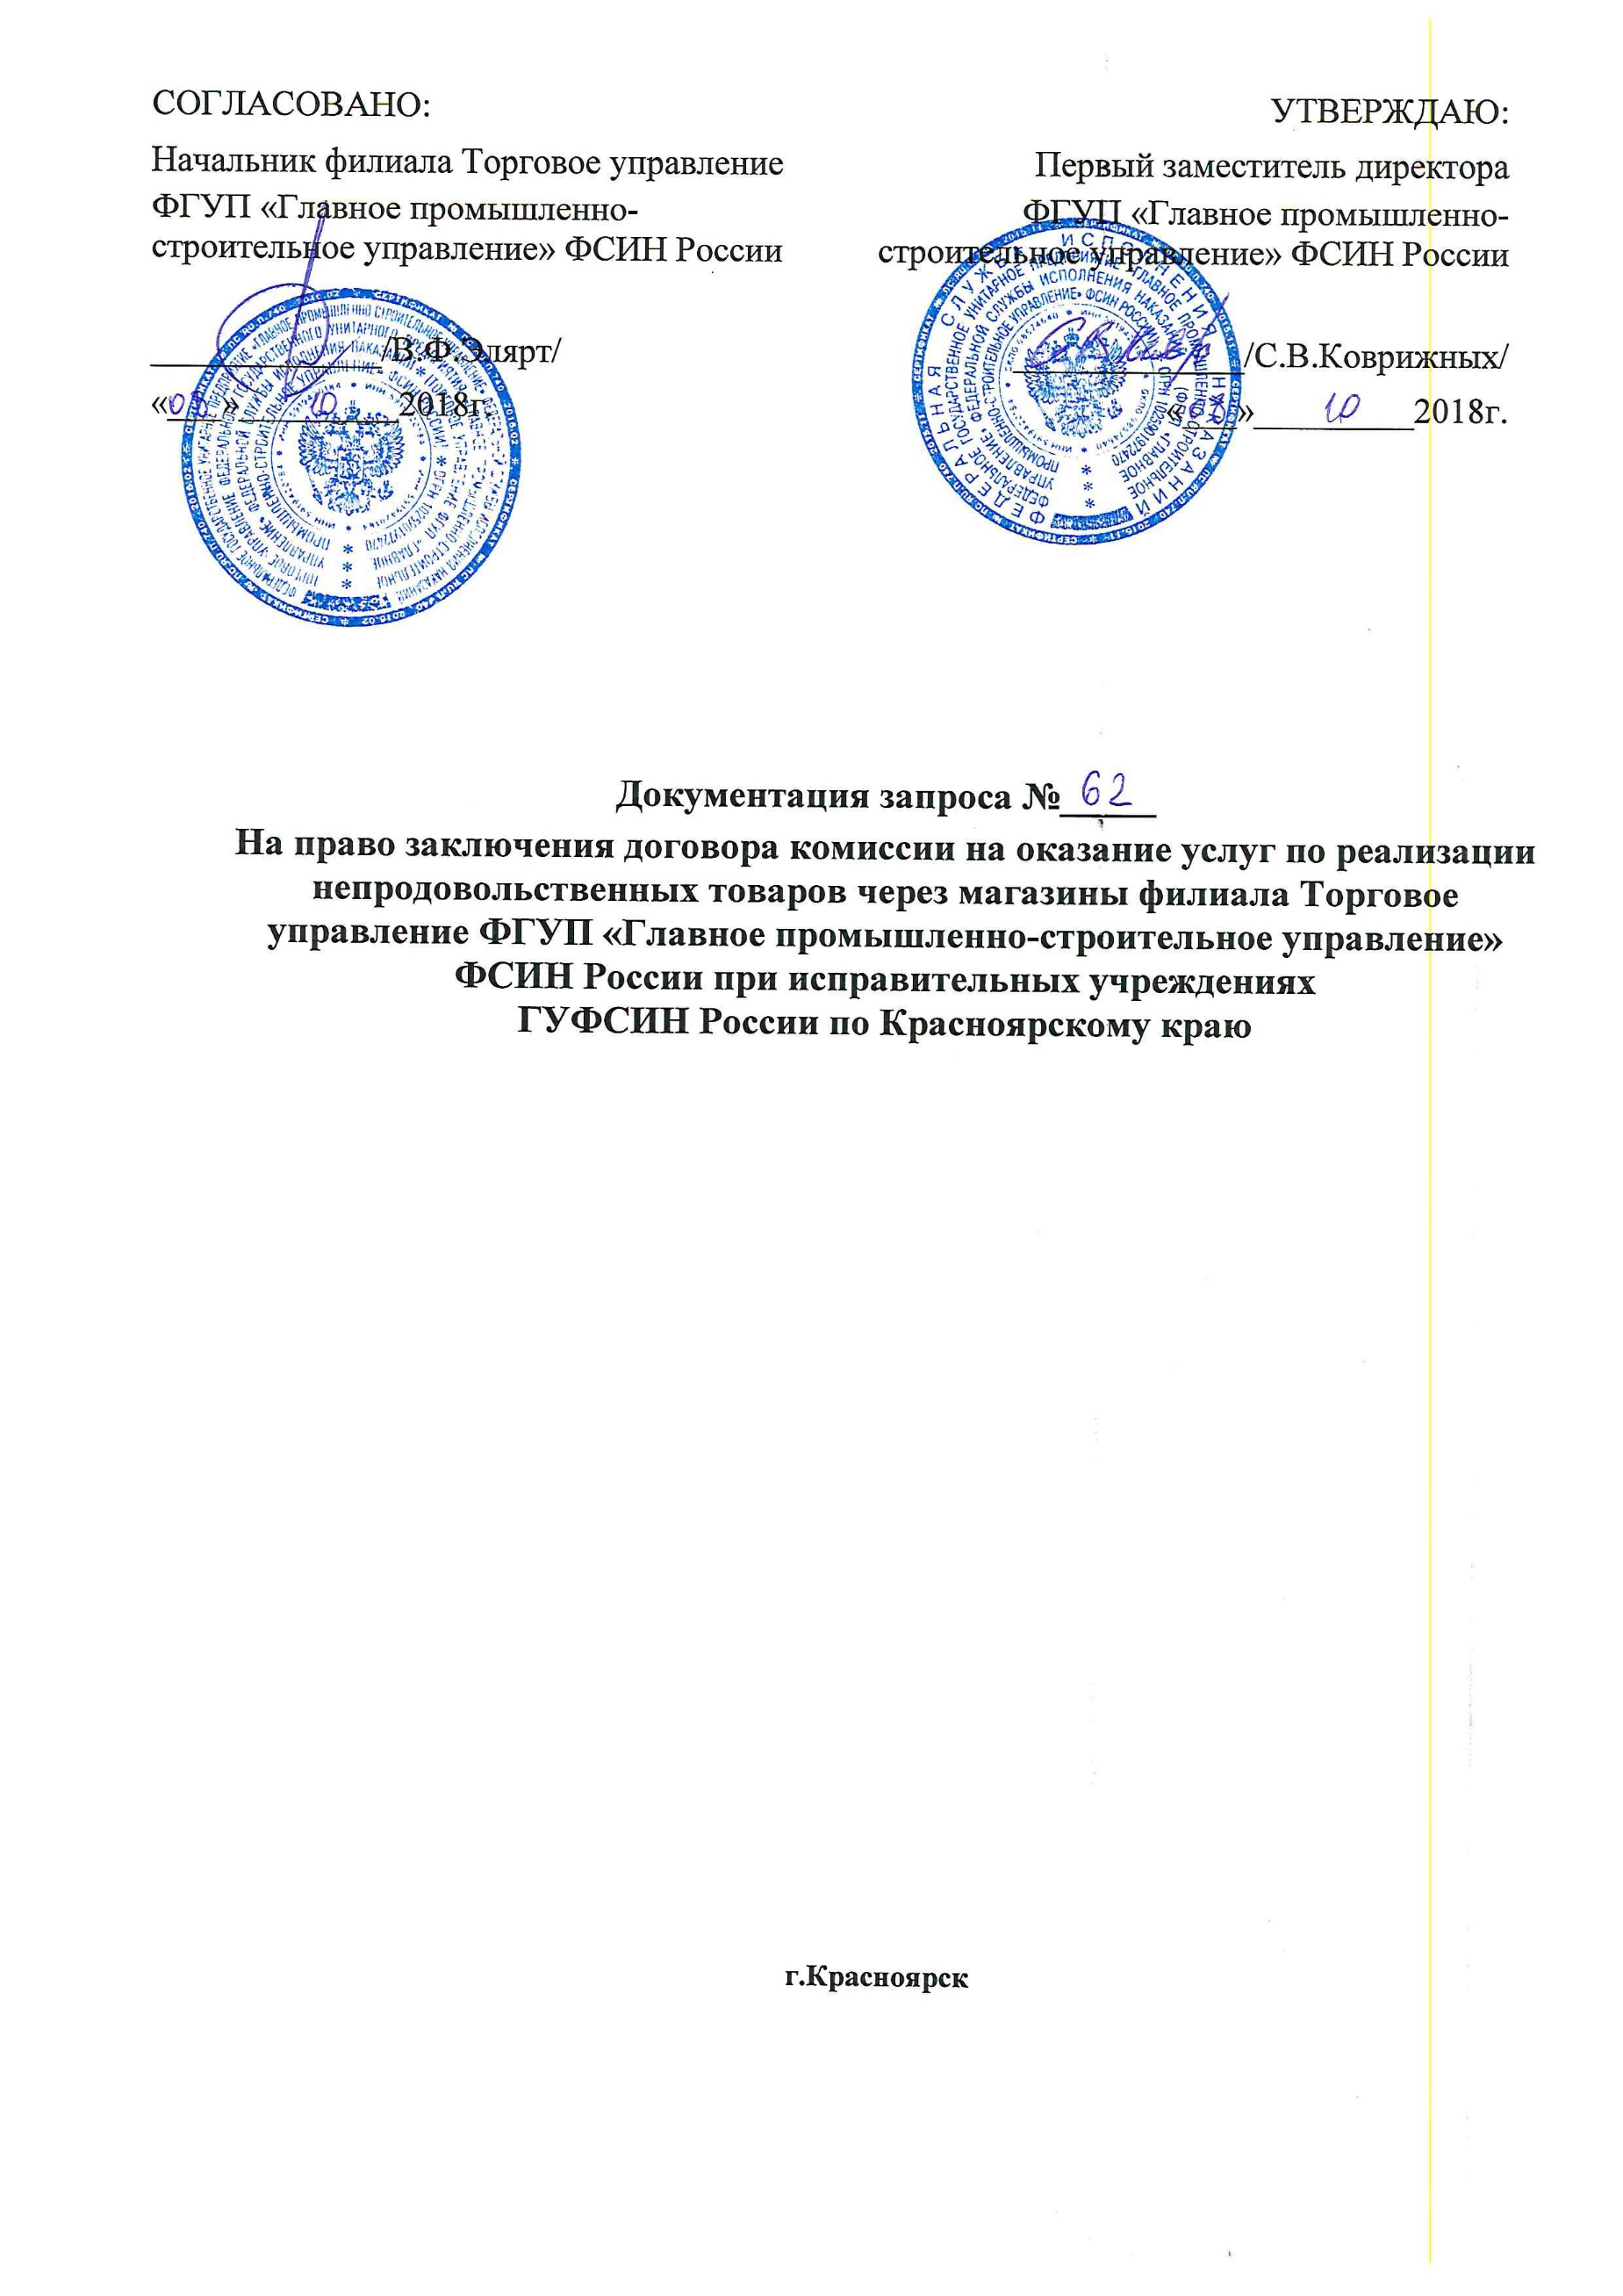 СОГЛАСОВАНО:
Начальник филиала Торговое управление
ФГУП «Главное промышленно-
строительное управление» ФСИН России
/В.Ф.Элярт/
«08» 10 2018г.
УТВЕРЖДАЮ:
Первый заместитель директора
ФГУП «Главное промышленно-
строительное управление» ФСИН России
/С.В.Коврижных/
« » 10 2018г.
Документация запроса № 62
На право заключения договора комиссии на оказание услуг по реализации
непродовольственных товаров через магазины филиала Торговое
управление ФГУП «Главное промышленно-строительное управление»
ФСИН России при исправительных учреждениях
ГУФСИН России по Красноярскому краю
г.Красноярск